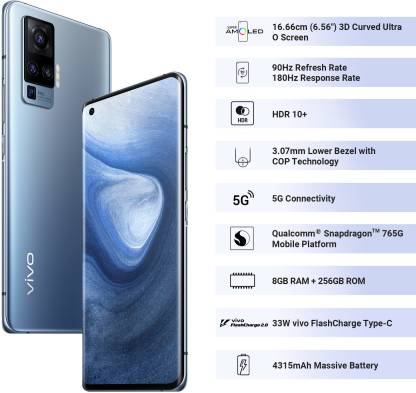 vivo
SUPER
AMOLED
16.66cm (6.56") 3D Curved Ultra
O Screen
90Hz Refresh Rate
180Hz Response Rate
HDR
HDR 10+
3.07mm Lower Bezel with
COP Technology
5G
5G Connectivity
Qualcomm® Snapdragon™ 765G
Mobile Platform
8GB RAM + 256GB ROM
vivo
FlashCharge 2.0
33W vivo FlashCharge Type-C
4315mAh Massive Battery